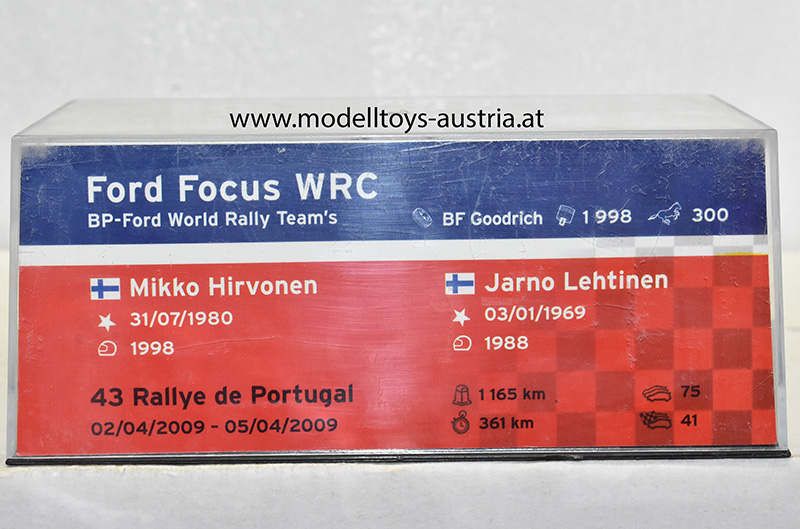 www.modelltoys-austria.at
Ford Focus WRC
BP-Ford World Rally Team's
BF Goodrich 1 998 300
Mikko Hirvonen
31/07/1980
1998
Jarno Lehtinen
03/01/1969
1988
43 Rallye de Portugal
02/04/2009 - 05/04/2009
1 165 km 75
361 km 41